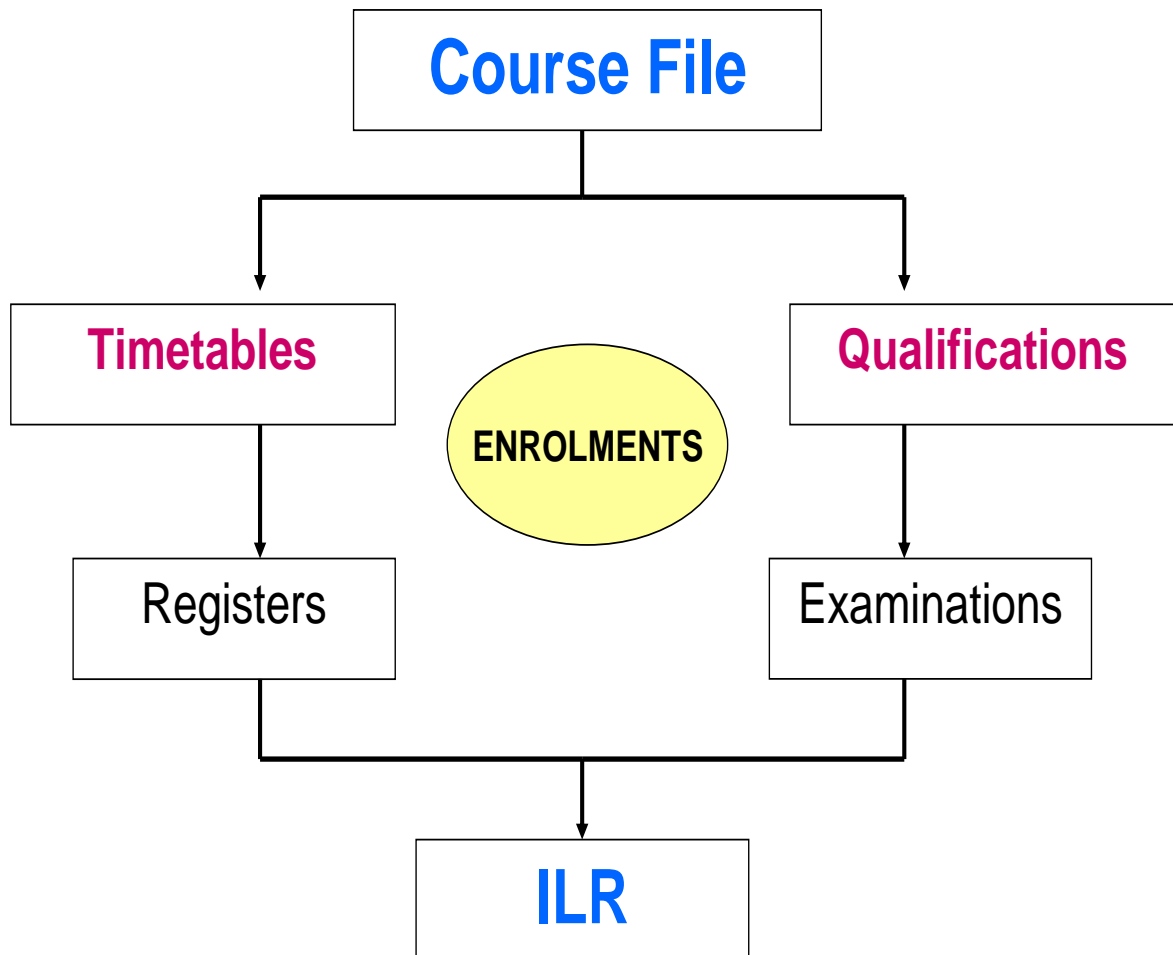 Course File
Timetables
Qualifications
ENROLMENTS
Registers
Examinations
ILR